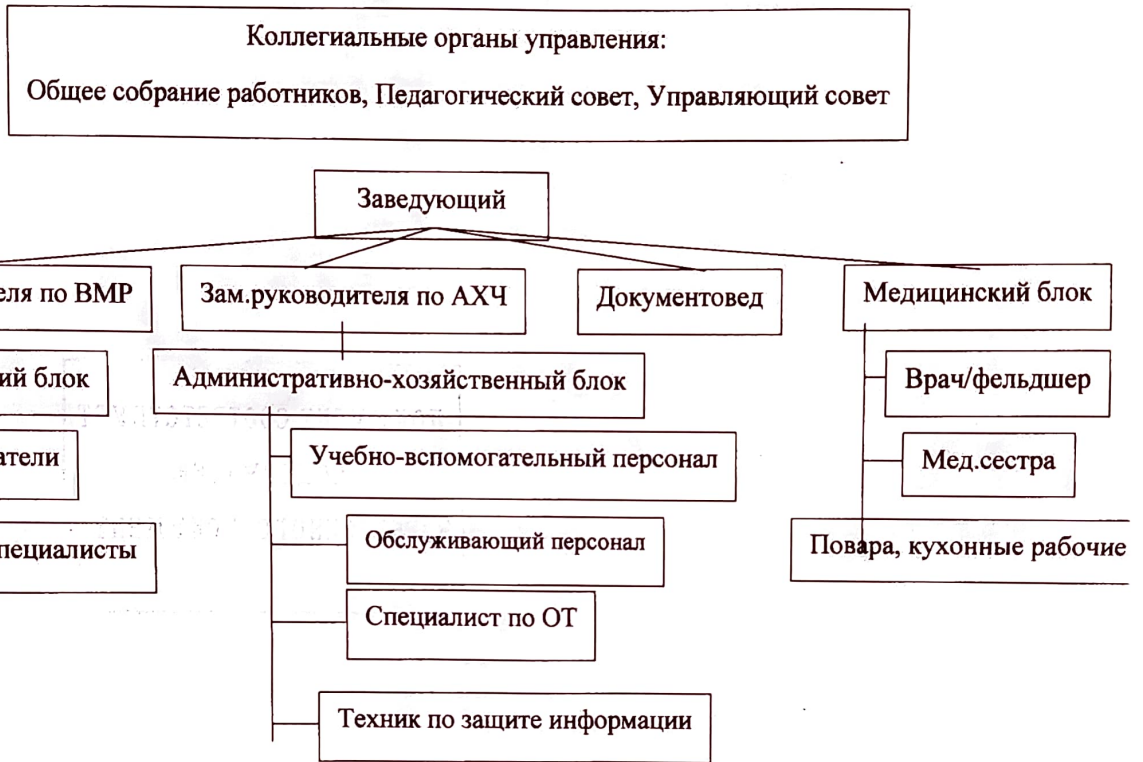 Коллегиальные органы управления:
Общее собрание работников, Педагогический совет, Управляющий совет
Заведующий
еля по ВМР
Зам.руководителя по АХЧ
Документовед
Медицинский блок
ий блок
Административно-хозяйственный блок
Врач/фельдшер
атели
Учебно-вспомогательный персонал
Мед.сестра
пециалисты
Обслуживающий персонал
Повара, кухонные рабочие
Специалист по ОТ
Техник по защите информации